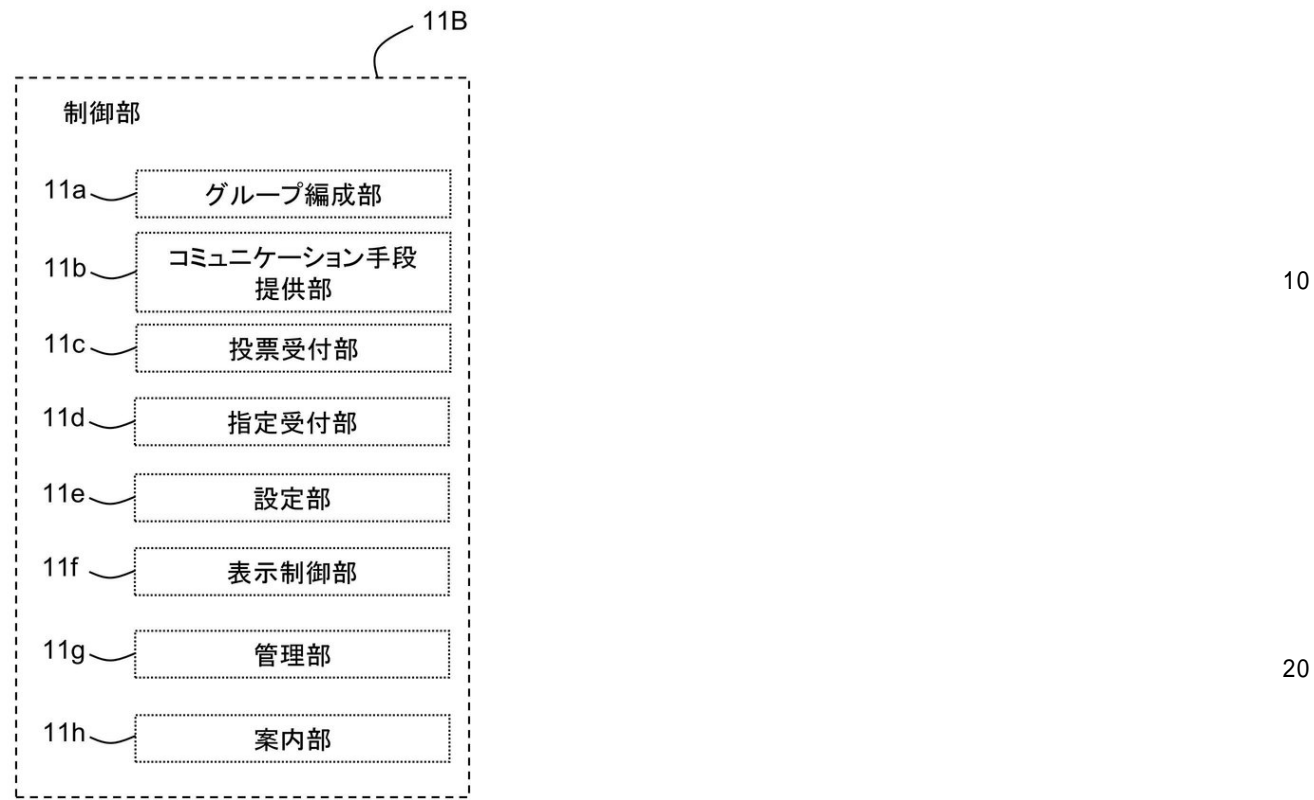 11B
制御部
11a
グループ編成部
11b
コミュニケーション手段
提供部
10
11c
投票受付部
11d
指定受付部
11e
設定部
11f
表示制御部
11g
管理部
20
11h
案内部